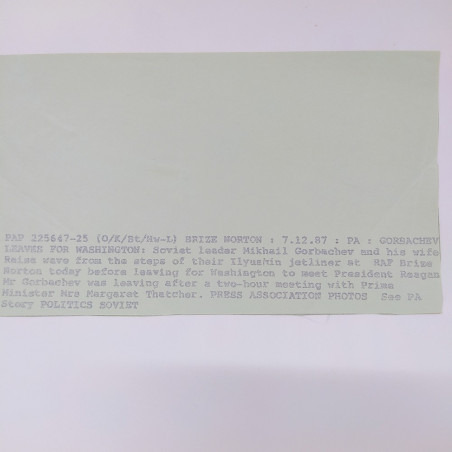 PAP 225647-25 (O/K/St/Hw-L) BRIZE NORTON : 7.12.87 : PA : GORBACHEV
LEAVES FOR WASHINGTON: Soviet leader Mikhail Gorbachev and his wife
Raisa wave from the steps of their Ilyushin jetliner at RAF Brize
Norton today before leaving for Washington to meet President Reagan
Mr Gorbachev was leaving after a two-hour meeting with Prime
Minister Mrs Margaret Thatcher. PRESS ASSOCIATION PHOTOS See PA
Story POLITICS SOVIET